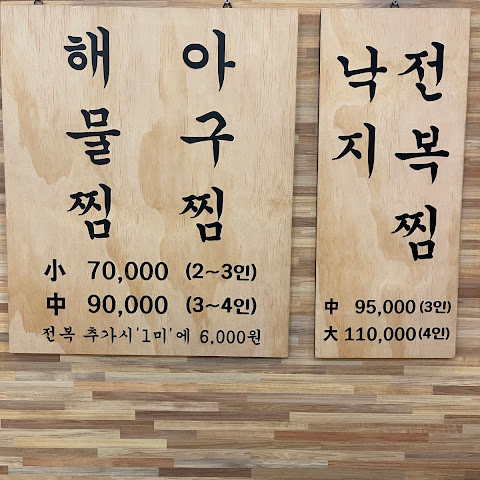 해물찜
아구찜
小 70,000 (2~3인)
中 90,000 (3~4인)
전복 추가시 '1미'에 6,000원
낙지
전복찜
中 95,000 (3인)
大 110,000 (4인)